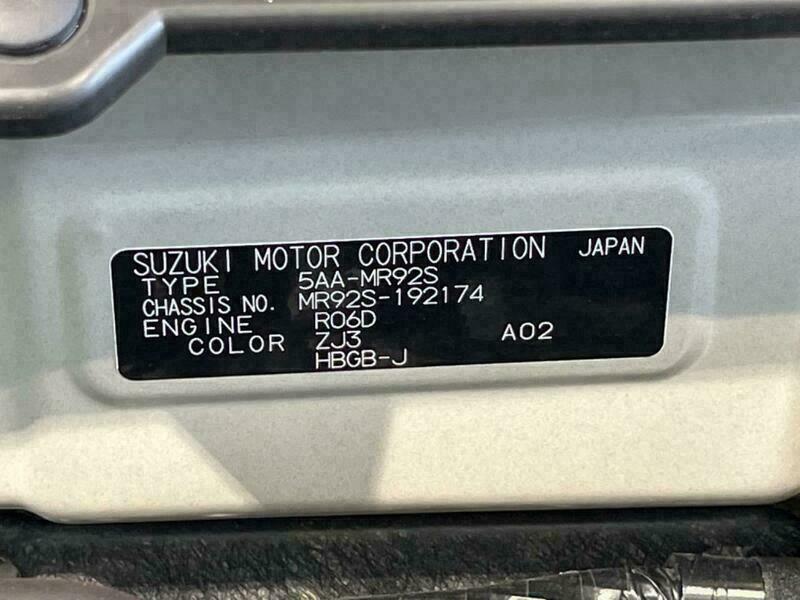 SUZUKI MOTOR CORPORATION JAPAN
TYPE 5AA-MR92S
CHASSIS NO. MR92S-192174
ENGINE R06D
COLOR ZJ3 A02
HBGB-J